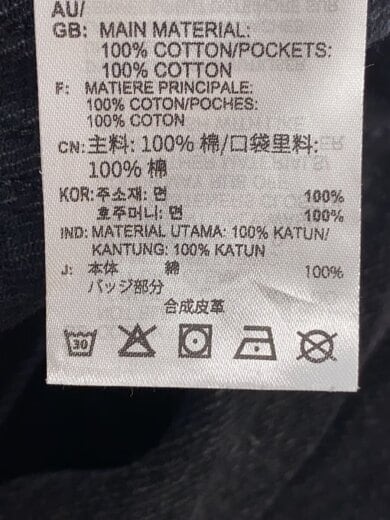 AU/
GB: MAIN MATERIAL:
100% COTTON/POCKETS:
100% COTTON
F: MATIERE PRINCIPALE:
100% COTON/POCHES:
100% COTON
CN: 主料: 100% 棉/口袋里料:
100% 棉
KOR: 주소재: 면 100%
호주머니: 면 100%
IND: MATERIAL UTAMA: 100% KATUN/
KANTUNG: 100% KATUN
J: 本体 綿 100%
バッジ部分
合成皮革
30